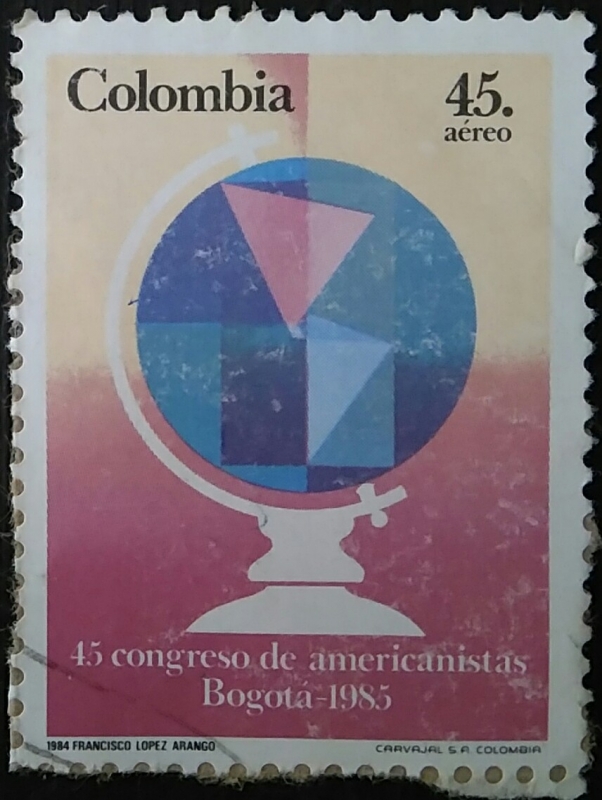 Colombia
45.
aéreo
45 congreso de americanistas
Bogotá-1985
1984 FRANCISCO LOPEZ ARANGO
CARVAJAL S.A. COLOMBIA